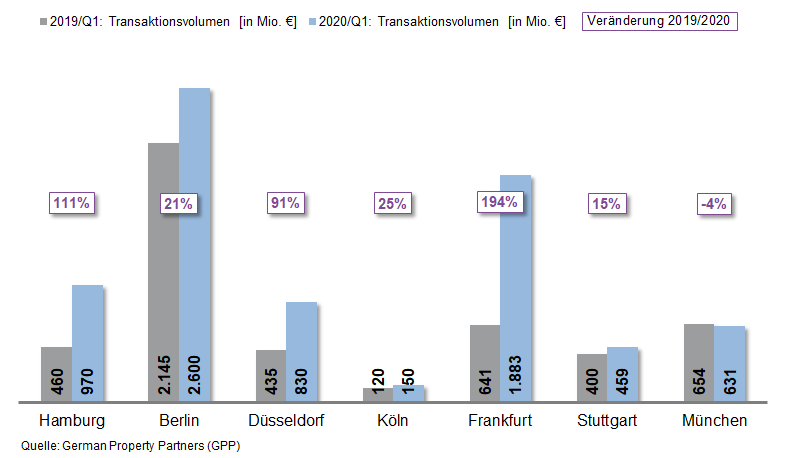 2019/Q1: Transaktionsvolumen [in Mio. €] 2020/Q1: Transaktionsvolumen [in Mio. €] Veränderung 2019/2020
111% 21% 91% 25% 194% 15% -4%
460 970 2.145 2.600 435 830 120 150 641 1.883 400 459 654 631
Hamburg Berlin Düsseldorf Köln Frankfurt Stuttgart München
Quelle: German Property Partners (GPP)